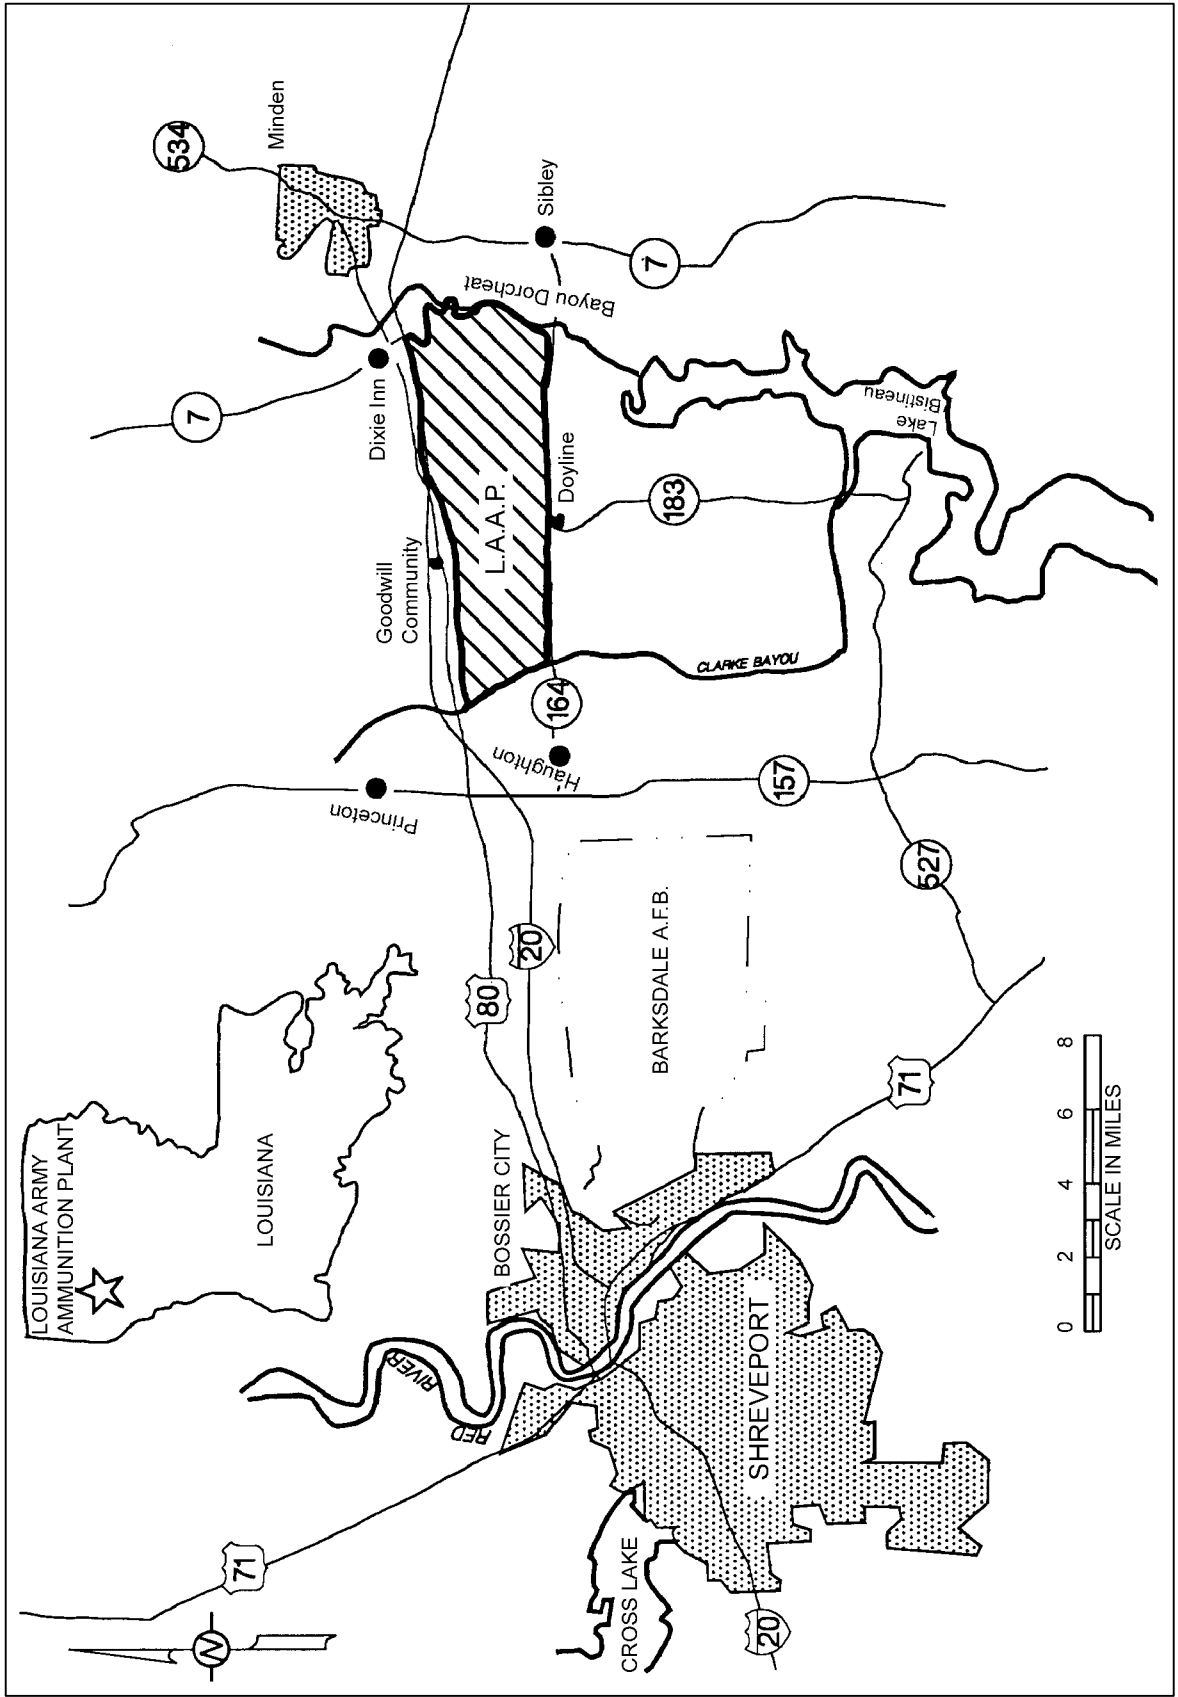 LOUISIANA ARMY
AMMUNITION PLANT
LOUISIANA
534
Minden
7
Dixie Inn
Sibley
7
Bayou Dorcheat
Goodwill
Community
L.A.A.P.
Doyline
183
Lake
Bistineau
CLARKE BAYOU
164
Haughton
Princeton
157
527
80
20
BARKSDALE A.F.B.
71
BOSSIER CITY
RED
RIVER
71
N
SHREVEPORT
CROSS LAKE
20
0 2 4 6 8
SCALE IN MILES